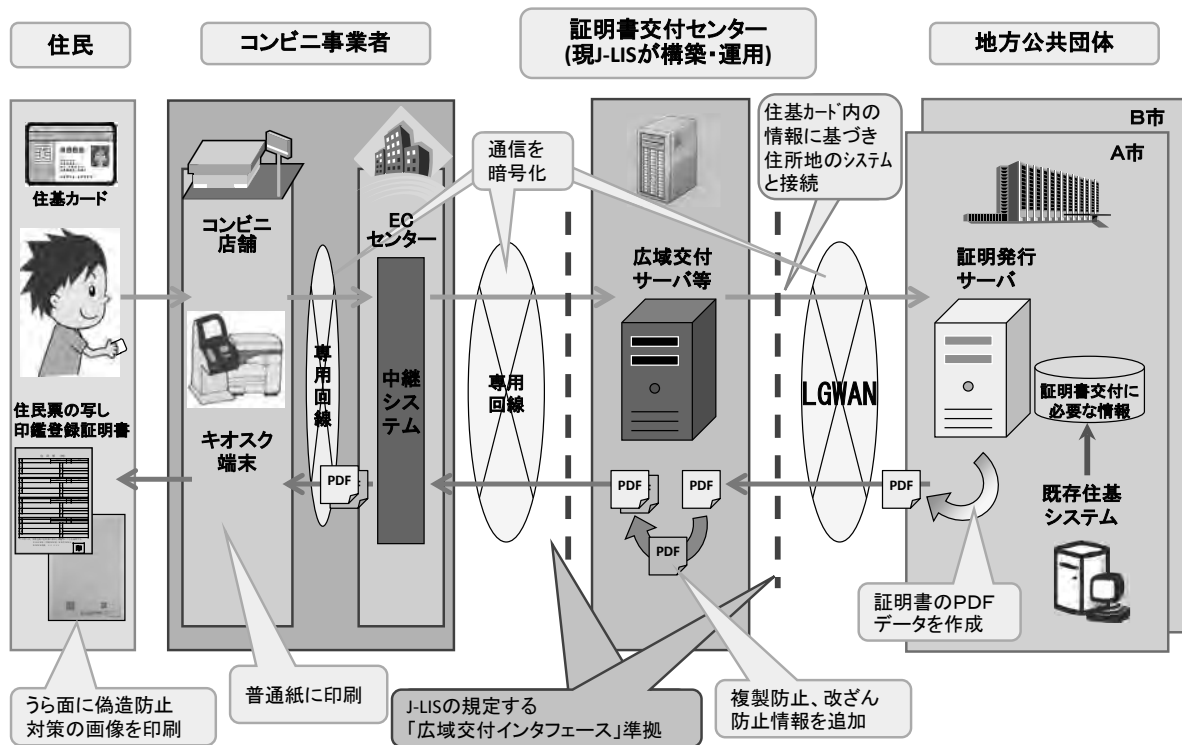 住民
コンビニ事業者
証明書交付センター
(現J-LISが構築・運用)
地方公共団体
住基カード
コンビニ
店舗
EC
センター
通信を
暗号化
住基カード内の
情報に基づき
住所地のシステム
と接続
B市
A市
広域交付
サーバ等
証明発行
サーバ
専用回線
中継システム
専用
回線
LGWAN
証明書交付に
必要な情報
住民票の写し
印鑑登録証明書
キオスク
端末
PDF
PDF
PDF
PDF
PDF
既存住基
システム
証明書のPDF
データを作成
うら面に偽造防止
対策の画像を印刷
普通紙に印刷
J-LISの規定する
「広域交付インタフェース」準拠
複製防止、改ざん
防止情報を追加